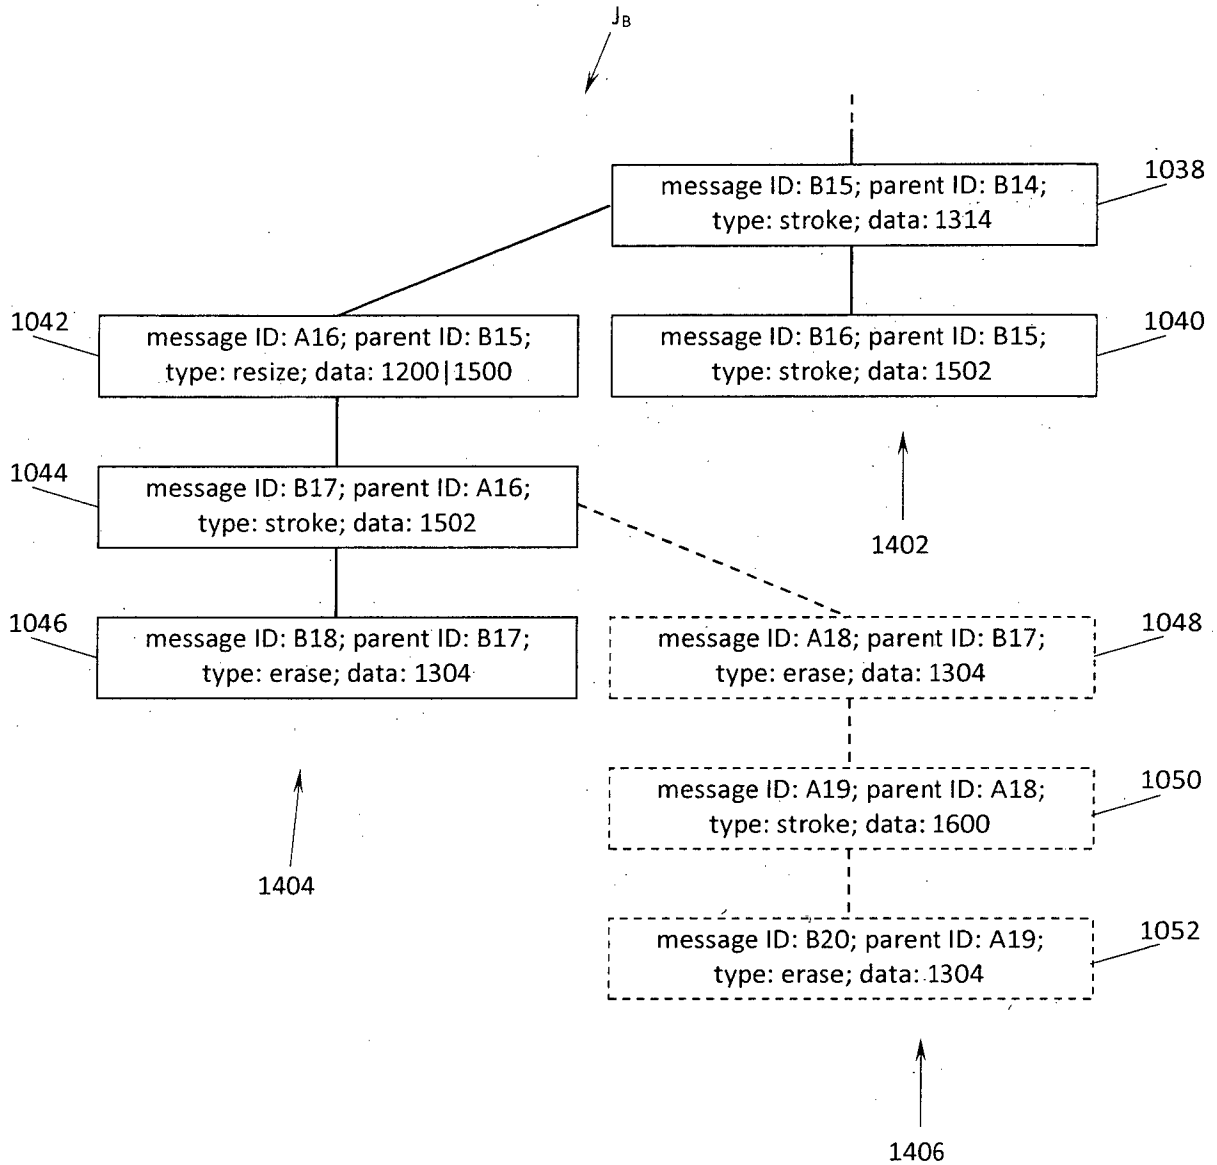 J_B
1038
message ID: B15; parent ID: B14;
type: stroke; data: 1314
1042
message ID: A16; parent ID: B15;
type: resize; data: 1200|1500
1040
message ID: B16; parent ID: B15;
type: stroke; data: 1502
1044
message ID: B17; parent ID: A16;
type: stroke; data: 1502
1402
1046
message ID: B18; parent ID: B17;
type: erase; data: 1304
1048
message ID: A18; parent ID: B17;
type: erase; data: 1304
1050
message ID: A19; parent ID: A18;
type: stroke; data: 1600
1404
1052
message ID: B20; parent ID: A19;
type: erase; data: 1304
1406